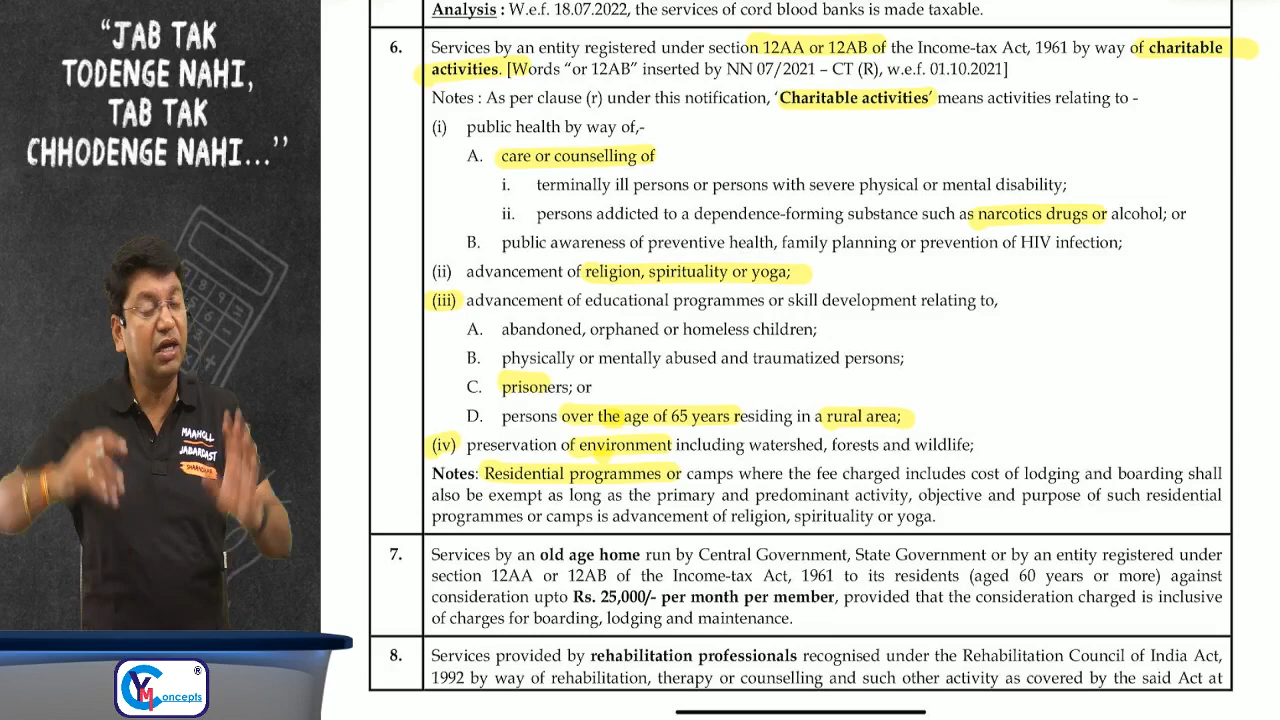 “JAB TAK
TODENGE NAHI,
TAB TAK
CHHODENGE NAHI...’’
MAAHOLL
JABARDAST
CYM Concepts
®
Analysis : W.e.f. 18.07.2022, the services of cord blood banks is made taxable.
6. Services by an entity registered under section 12AA or 12AB of the Income-tax Act, 1961 by way of charitable
activities. [Words “or 12AB” inserted by NN 07/2021 – CT (R), w.e.f. 01.10.2021]
Notes : As per clause (r) under this notification, ‘Charitable activities’ means activities relating to -
(i) public health by way of,-
A. care or counselling of
i. terminally ill persons or persons with severe physical or mental disability;
ii. persons addicted to a dependence-forming substance such as narcotics drugs or alcohol; or
B. public awareness of preventive health, family planning or prevention of HIV infection;
(ii) advancement of religion, spirituality or yoga;
(iii) advancement of educational programmes or skill development relating to,
A. abandoned, orphaned or homeless children;
B. physically or mentally abused and traumatized persons;
C. prisoners; or
D. persons over the age of 65 years residing in a rural area;
(iv) preservation of environment including watershed, forests and wildlife;
Notes: Residential programmes or camps where the fee charged includes cost of lodging and boarding shall
also be exempt as long as the primary and predominant activity, objective and purpose of such residential
programmes or camps is advancement of religion, spirituality or yoga.
7. Services by an old age home run by Central Government, State Government or by an entity registered under
section 12AA or 12AB of the Income-tax Act, 1961 to its residents (aged 60 years or more) against
consideration upto Rs. 25,000/- per month per member, provided that the consideration charged is inclusive
of charges for boarding, lodging and maintenance.
8. Services provided by rehabilitation professionals recognised under the Rehabilitation Council of India Act,
1992 by way of rehabilitation, therapy or counselling and such other activity as covered by the said Act at